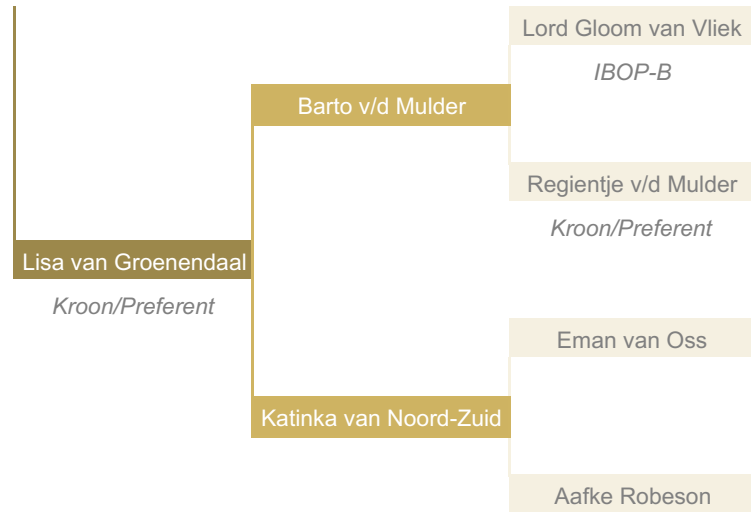 Lord Gloom van Vliek
IBOP-B
Barto v/d Mulder
Regientje v/d Mulder
Kroon/Preferent
Lisa van Groenendaal
Kroon/Preferent
Eman van Oss
Katinka van Noord-Zuid
Aafke Robeson